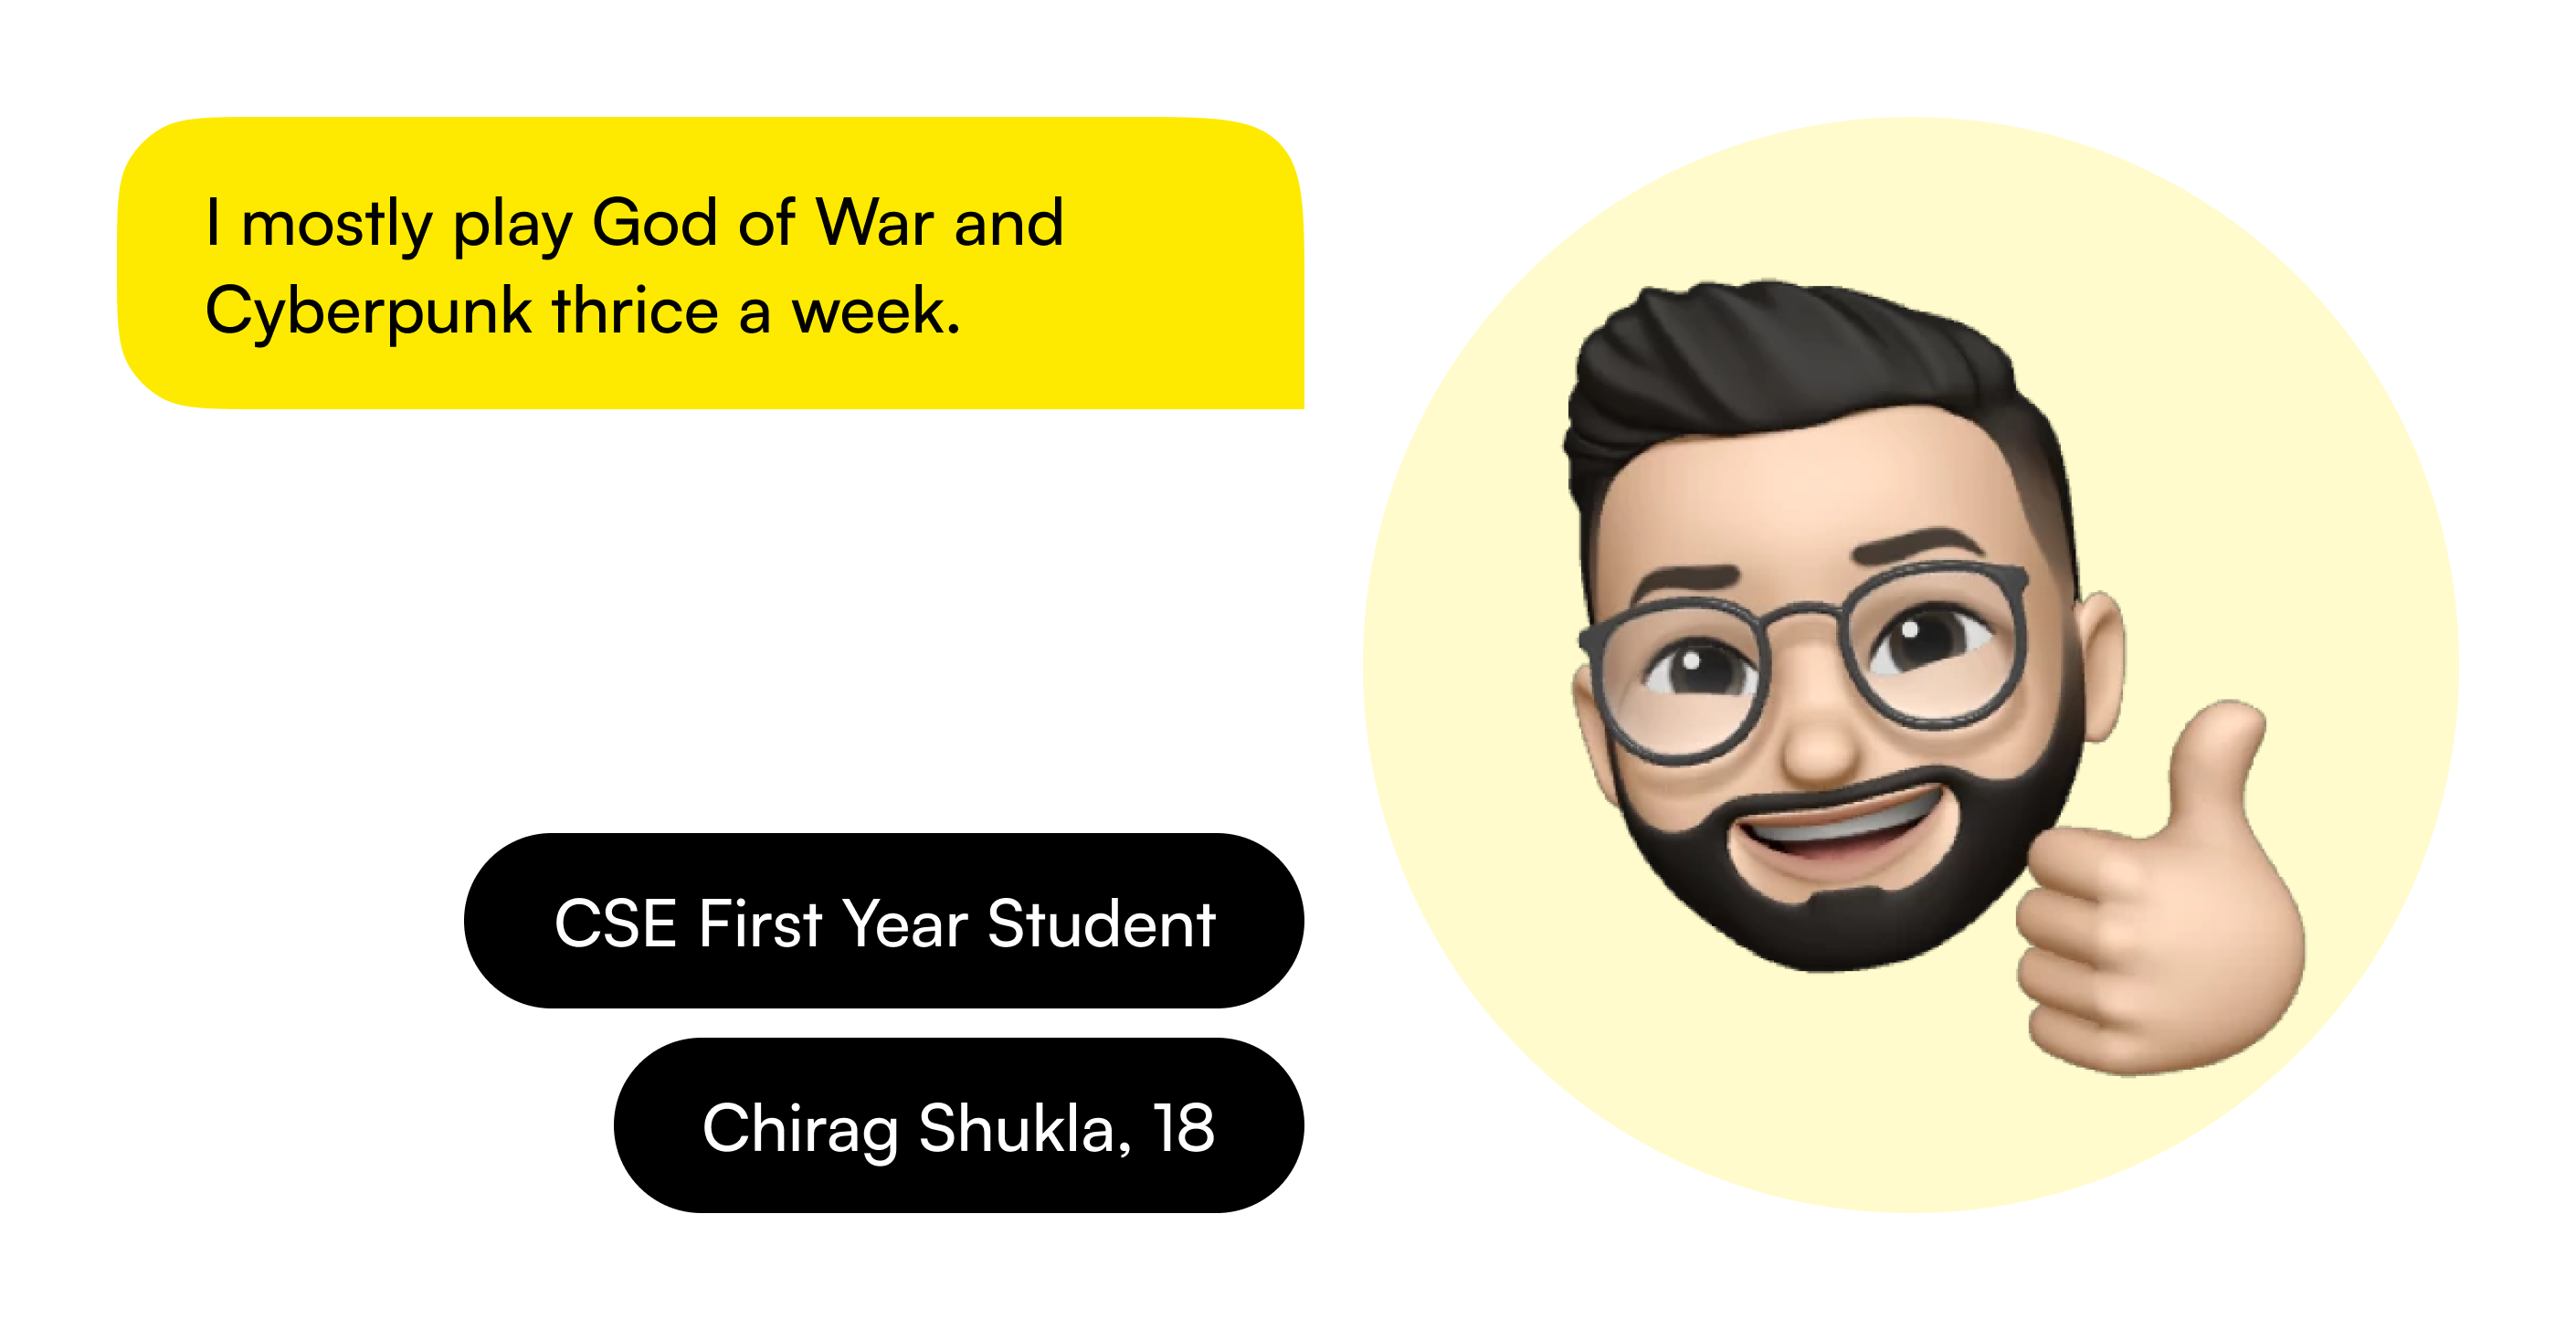 I mostly play God of War and
Cyberpunk thrice a week.
CSE First Year Student
Chirag Shukla, 18